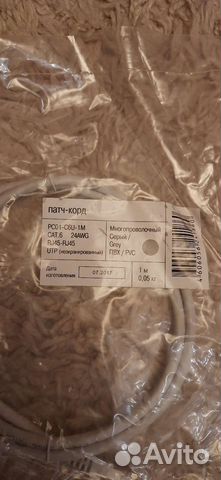 патч-корд
PC01-C6U-1M
CAT.6 24AWG
RJ45-RJ45
UTP (неэкранированный)
Многопроволочный
Серый /
Grey
ПВХ / PVC
Дата
изготовления
07.2017
1 м
0,05 кг
Avito